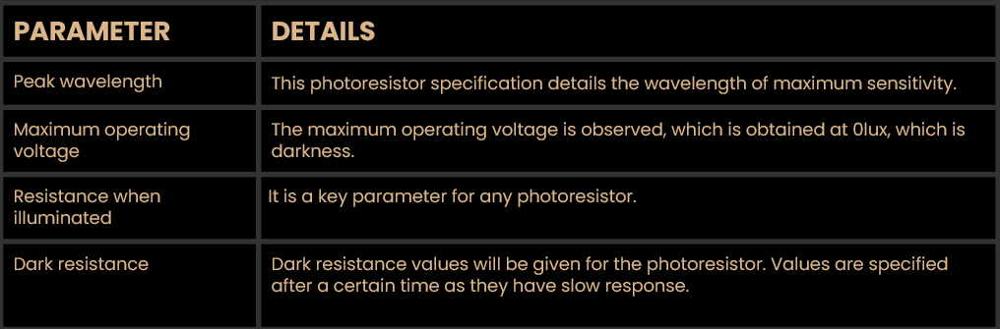 PARAMETER
DETAILS
Peak wavelength
This photoresistor specification details the wavelength of maximum sensitivity.
Maximum operating
voltage
The maximum operating voltage is observed, which is obtained at 0lux, which is
darkness.
Resistance when
illuminated
It is a key parameter for any photoresistor.
Dark resistance
Dark resistance values will be given for the photoresistor. Values are specified
after a certain time as they have slow response.